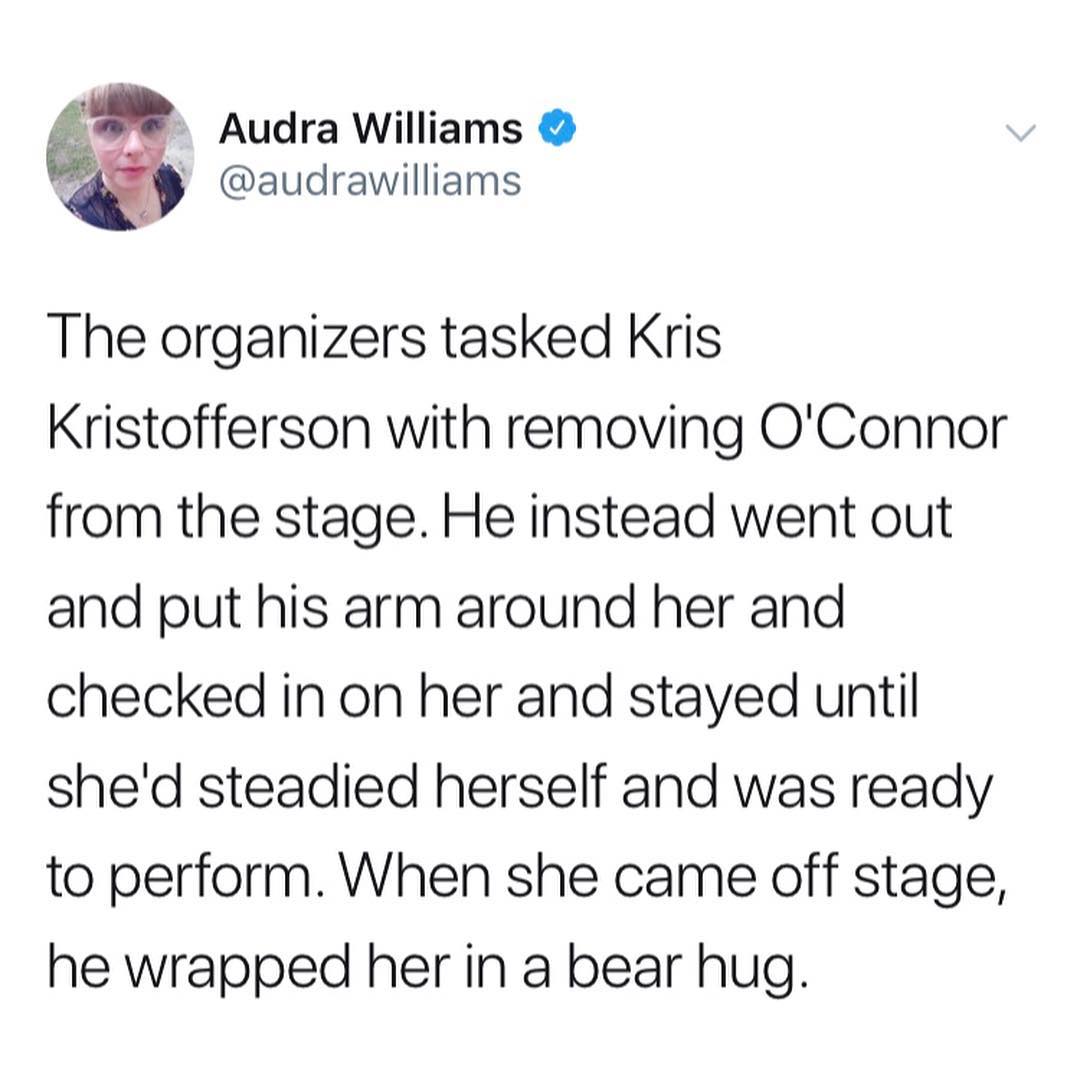 Audra Williams
@audrawilliams
The organizers tasked Kris
Kristofferson with removing O'Connor
from the stage. He instead went out
and put his arm around her and
checked in on her and stayed until
she'd steadied herself and was ready
to perform. When she came off stage,
he wrapped her in a bear hug.